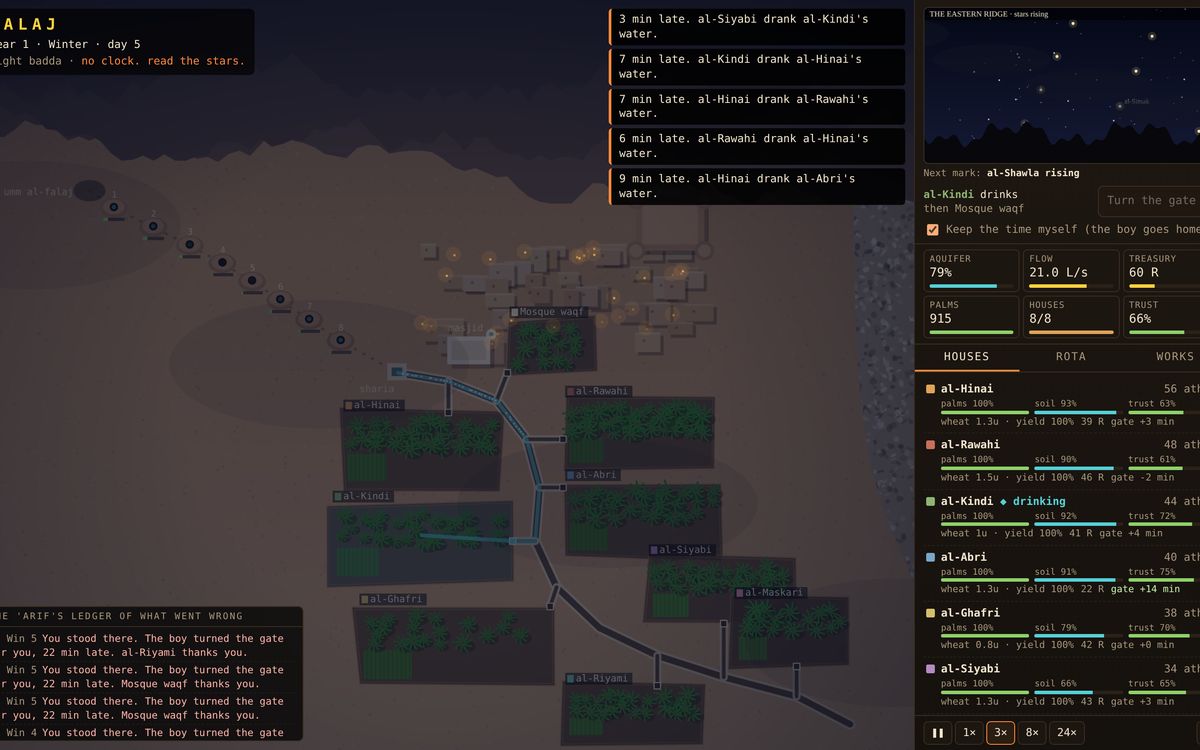 ALAJ
ear 1 · Winter · day 5
ght badda · no clock. read the stars.
3 min late. al-Siyabi drank al-Kindi's
water.
7 min late. al-Kindi drank al-Hinai's
water.
7 min late. al-Hinai drank al-Rawahi's
water.
6 min late. al-Rawahi drank al-Hinai's
water.
9 min late. al-Hinai drank al-Abri's
water.
umm al-falaj
1
2
3
4
5
6
7
8
masjid
sharia
Mosque waqf
al-Hinai
al-Rawahi
al-Kindi
al-Abri
al-Siyabi
al-Maskari
al-Ghafri
al-Riyami
E 'ARIF'S LEDGER OF WHAT WENT WRONG
Win 5 You stood there. The boy turned the gate
r you, 22 min late. al-Riyami thanks you.
Win 5 You stood there. The boy turned the gate
r you, 22 min late. Mosque waqf thanks you.
Win 5 You stood there. The boy turned the gate
r you, 22 min late. Mosque waqf thanks you.
Win 4 You stood there. The boy turned the gate
THE EASTERN RIDGE · stars rising
al-Simak
Next mark: al-Shawla rising
al-Kindi drinks
then Mosque waqf
Turn the gate
Keep the time myself (the boy goes home
AQUIFER
79%
FLOW
21.0 L/s
TREASURY
60 R
PALMS
915
HOUSES
8/8
TRUST
66%
HOUSES
ROTA
WORKS
al-Hinai 56 ath
palms 100% soil 93% trust 63%
wheat 1.3u · yield 100% 39 R gate +3 min
al-Rawahi 48 ath
palms 100% soil 90% trust 61%
wheat 1.5u · yield 100% 46 R gate -2 min
al-Kindi ◆ drinking 44 ath
palms 100% soil 92% trust 72%
wheat 1u · yield 100% 41 R gate +4 min
al-Abri 40 ath
palms 100% soil 91% trust 75%
wheat 1.3u · yield 100% 22 R gate +14 min
al-Ghafri 38 ath
palms 100% soil 79% trust 70%
wheat 0.8u · yield 100% 42 R gate +0 min
al-Siyabi 34 ath
palms 100% soil 66% trust 65%
wheat 1.3u · yield 100% 43 R gate +3 min
1×
3×
8×
24×